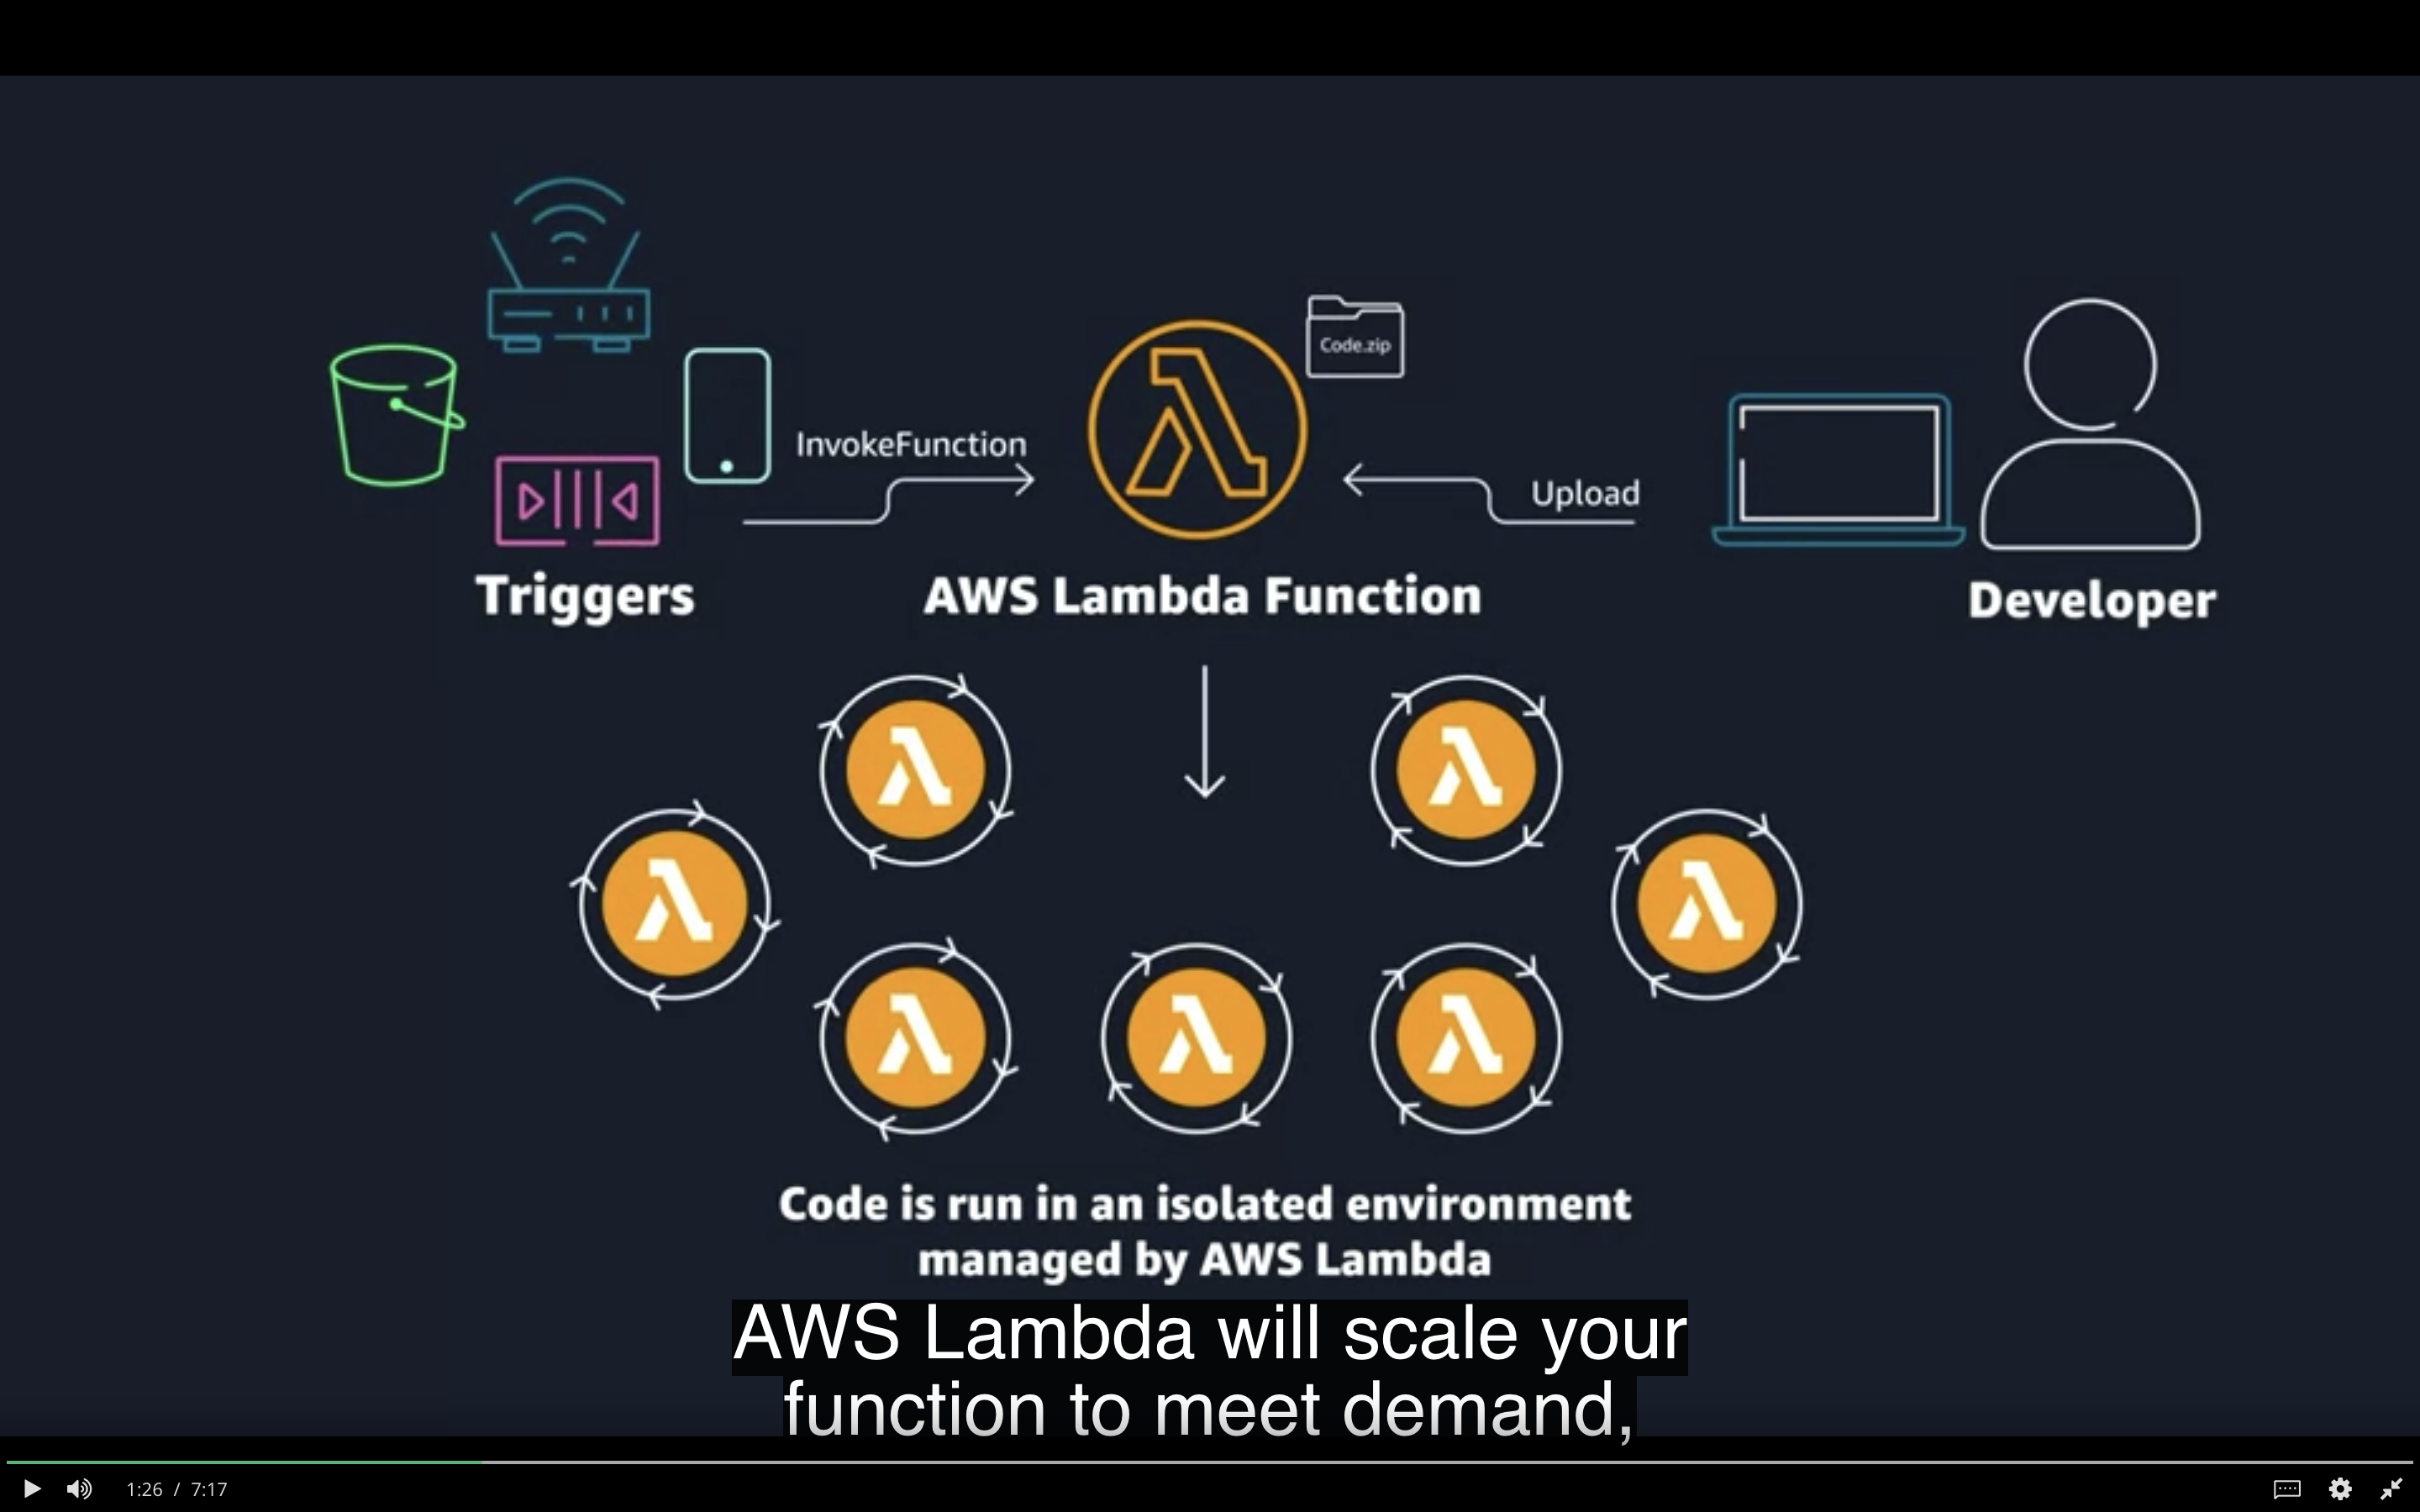 Code.zip
InvokeFunction
Upload
Triggers
AWS Lambda Function
Developer
Code is run in an isolated environment
managed by AWS Lambda
AWS Lambda will scale your
function to meet demand,
1:26 / 7:17